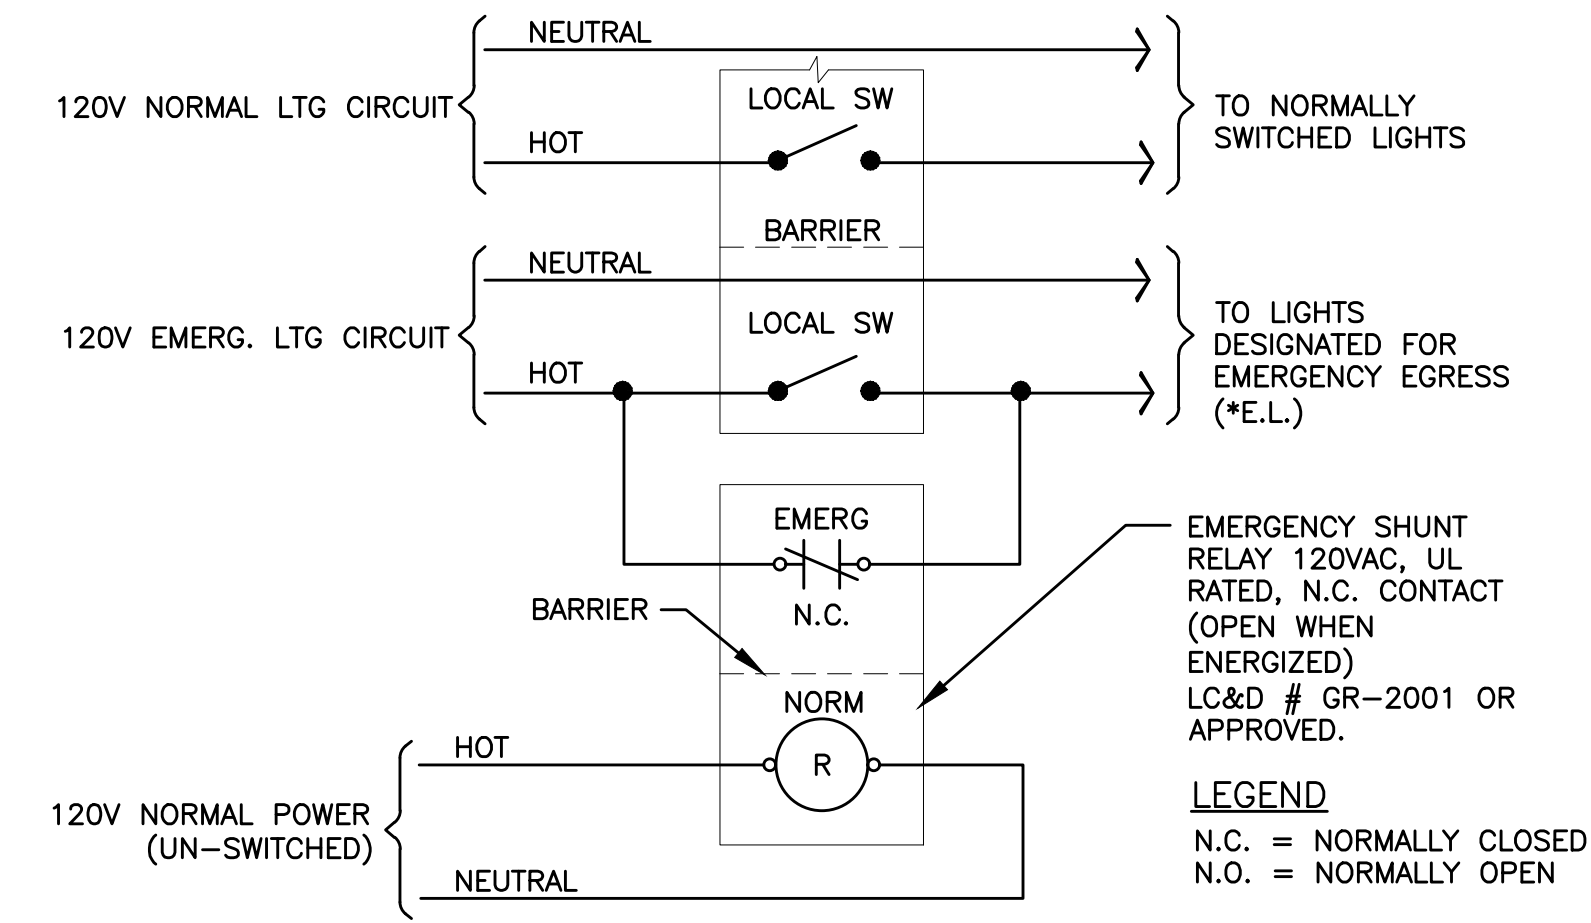 NEUTRAL
LOCAL SW
120V NORMAL LTG CIRCUIT
HOT
TO NORMALLY
SWITCHED LIGHTS
BARRIER
NEUTRAL
LOCAL SW
120V EMERG. LTG CIRCUIT
HOT
TO LIGHTS
DESIGNATED FOR
EMERGENCY EGRESS
(*E.L.)
EMERG
N.C.
BARRIER
EMERGENCY SHUNT
RELAY 120VAC, UL
RATED, N.C. CONTACT
(OPEN WHEN
ENERGIZED)
LC&D # GR-2001 OR
APPROVED.
NORM
R
HOT
120V NORMAL POWER
(UN-SWITCHED)
NEUTRAL
LEGEND
N.C. = NORMALLY CLOSED
N.O. = NORMALLY OPEN